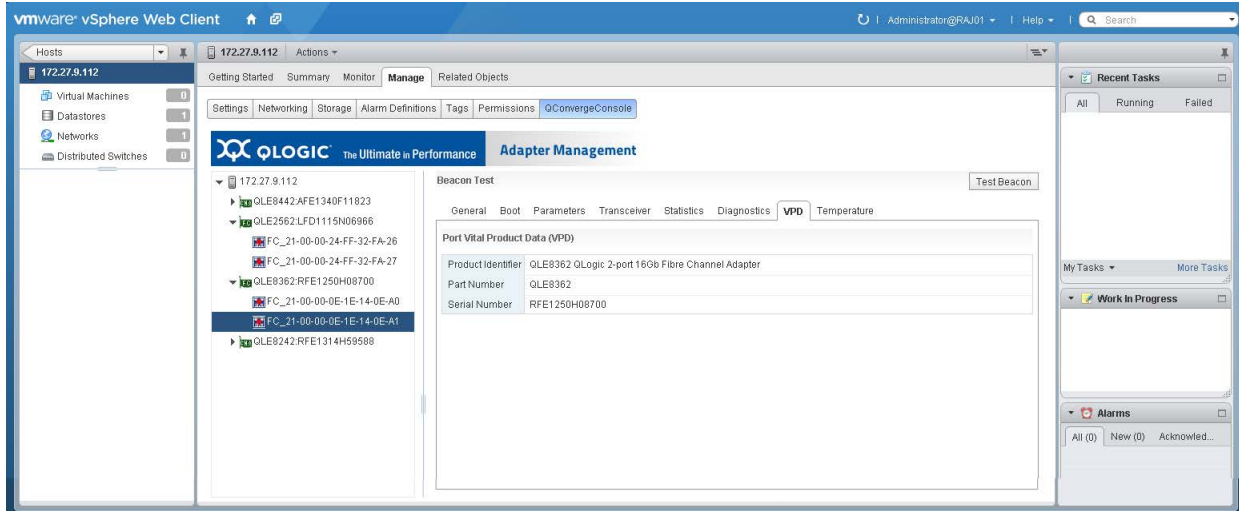 vmware® vSphere Web Client
Administrator@RAJ01
Help
Search
Hosts
172.27.9.112
Virtual Machines 0
Datastores 1
Networks 1
Distributed Switches 0
172.27.9.112 Actions
Getting Started Summary Monitor Manage Related Objects
Settings Networking Storage Alarm Definitions Tags Permissions QConvergeConsole
QLOGIC The Ultimate in Performance Adapter Management
172.27.9.112
QLE8442:AFE1340F11823
QLE2562:LFD1115N06966
FC_21-00-00-24-FF-32-FA-26
FC_21-00-00-24-FF-32-FA-27
QLE8362:RFE1250H08700
FC_21-00-00-0E-1E-14-0E-A0
FC_21-00-00-0E-1E-14-0E-A1
QLE8242:RFE1314H59588
Beacon Test Test Beacon
General Boot Parameters Transceiver Statistics Diagnostics VPD Temperature
Port Vital Product Data (VPD)
Product Identifier QLE8362 QLogic 2-port 16Gb Fibre Channel Adapter
Part Number QLE8362
Serial Number RFE1250H08700
Recent Tasks
All Running Failed
My Tasks More Tasks
Work In Progress
Alarms
All (0) New (0) Acknowled...